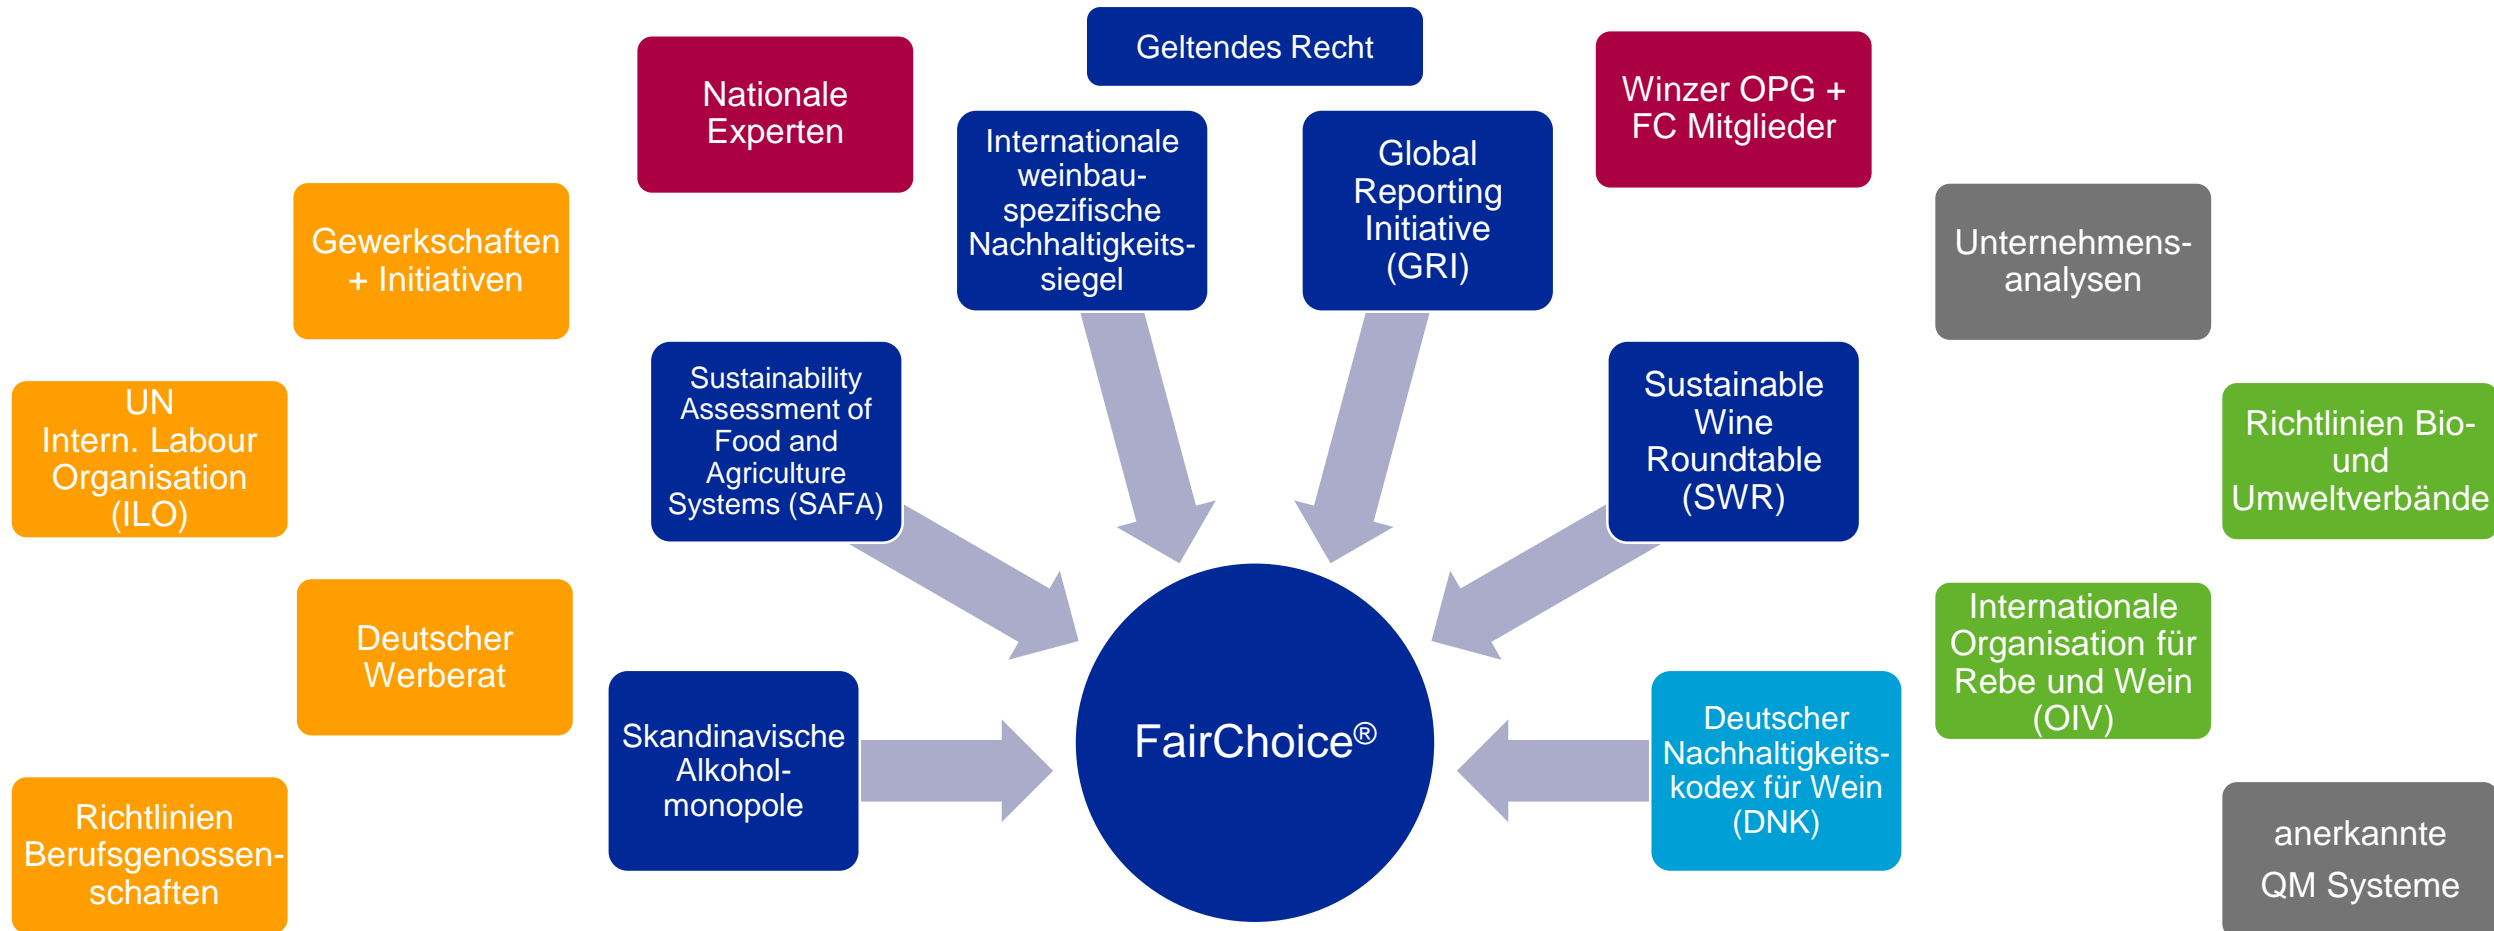 Geltendes Recht
Nationale
Experten
Winzer OPG +
FC Mitglieder
Internationale
weinbau-
spezifische
Nachhaltigkeits-
siegel
Global
Reporting
Initiative
(GRI)
Gewerkschaften
+ Initiativen
Unternehmens-
analysen
Sustainability
Assessment of
Food and
Agriculture
Systems (SAFA)
Sustainable
Wine
Roundtable
(SWR)
UN
Intern. Labour
Organisation
(ILO)
Richtlinien Bio-
und
Umweltverbände
Deutscher
Werberat
Internationale
Organisation für
Rebe und Wein
(OIV)
Skandinavische
Alkohol-
monopole
FairChoice®
Deutscher
Nachhaltigkeits-
kodex für Wein
(DNK)
Richtlinien
Berufsgenossen-
schaften
anerkannte
QM Systeme